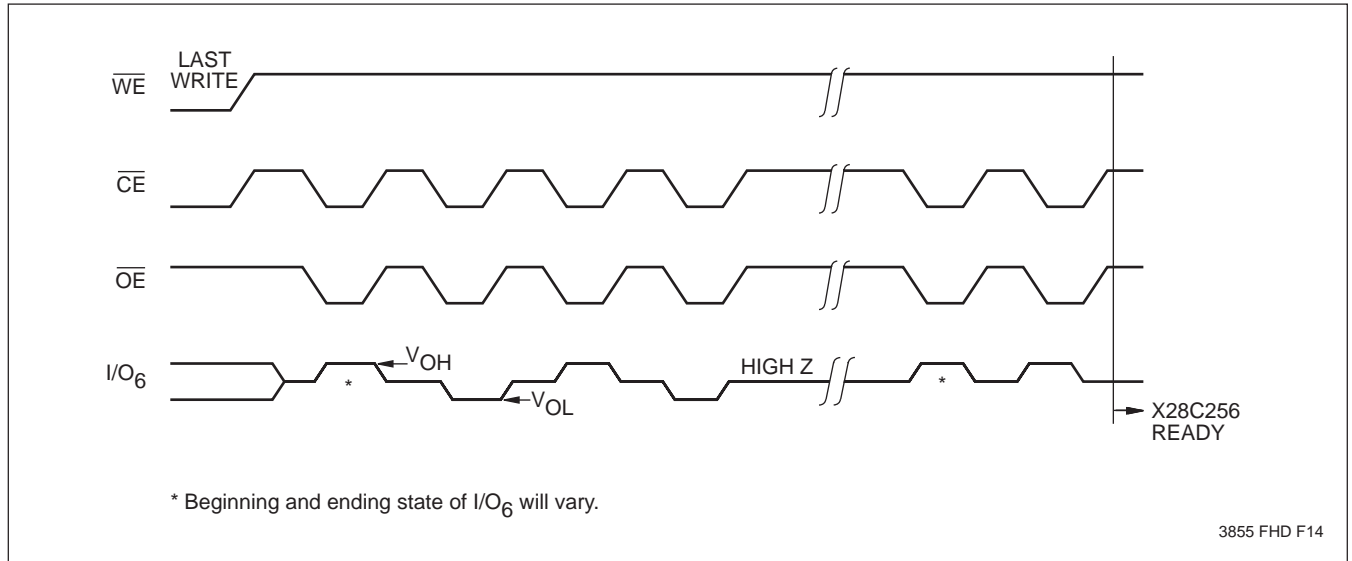 LAST
WRITE
WE
CE
OE
I/O6
VOH
VOL
HIGH Z
*
*
X28C256
READY
* Beginning and ending state of I/O6 will vary.
3855 FHD F14